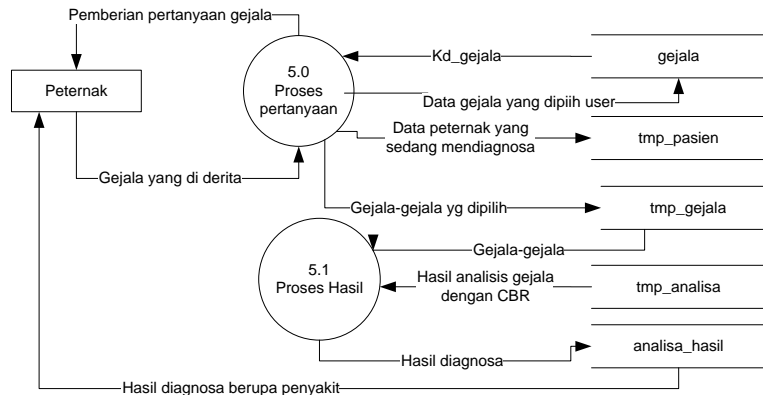 Pemberian pertanyaan gejala
Peternak
5.0
Proses
pertanyaan
Kd_gejala
gejala
Data gejala yang dipiih user
Data peternak yang
sedang mendiagnosa
tmp_pasien
Gejala yang di derita
Gejala-gejala yg dipilih
tmp_gejala
5.1
Proses Hasil
Gejala-gejala
Hasil analisis gejala
dengan CBR
tmp_analisa
Hasil diagnosa
analisa_hasil
Hasil diagnosa berupa penyakit